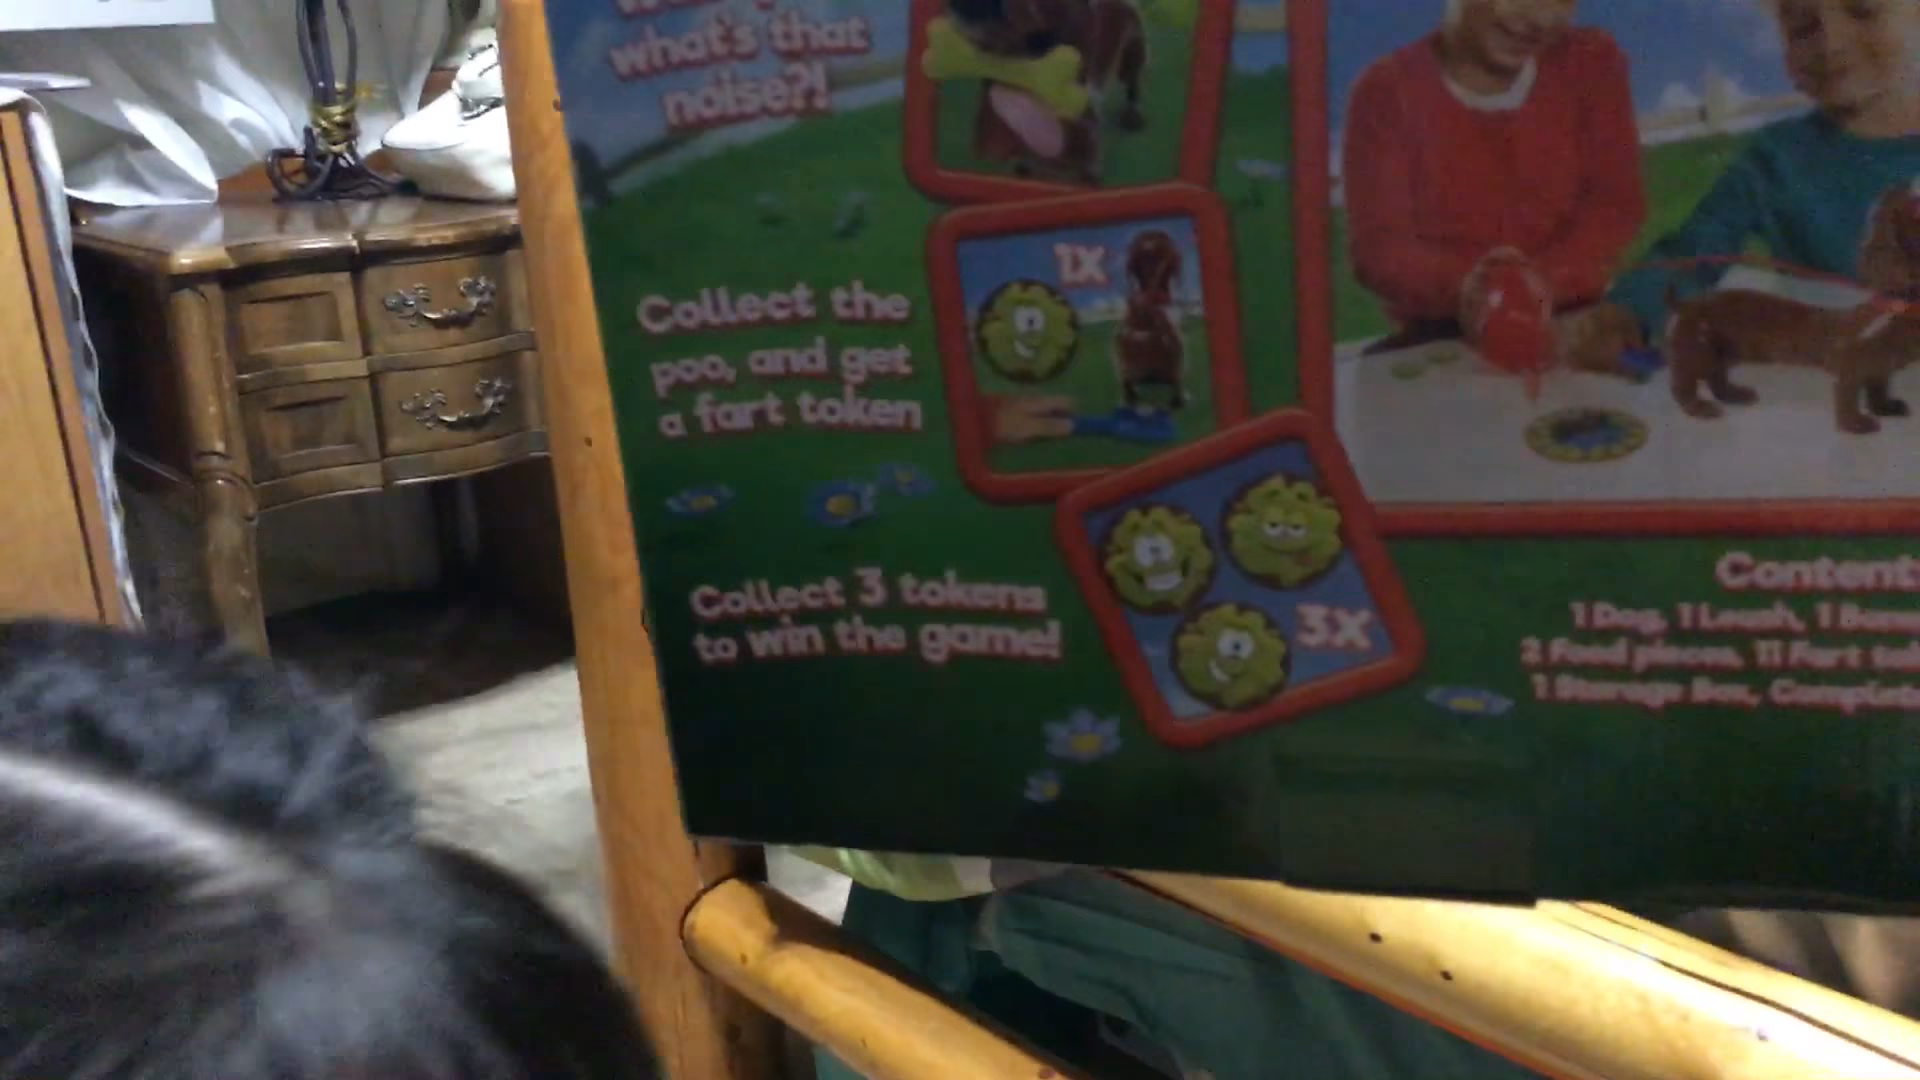 what's that
noise?!
1X
Collect the
poo, and get
a fart token
Collect 3 tokens
to win the game!
3X
1 Dog, 1 Leash, 1
2 Food pieces, 11 Fart
1 Storage Box,